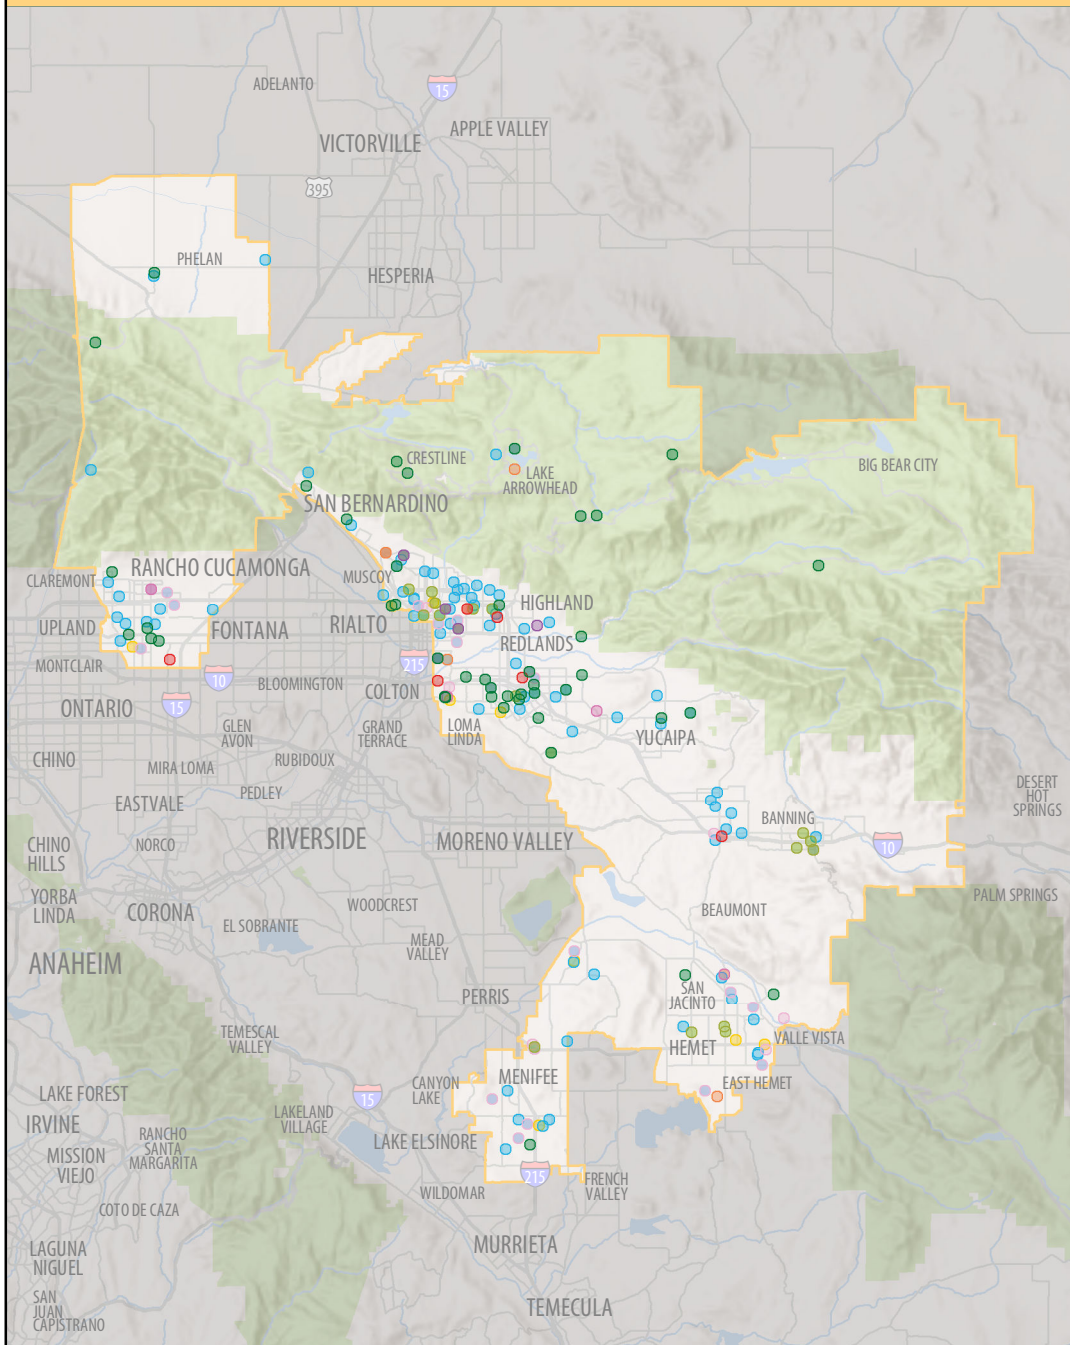 ADELANTO
15
APPLE VALLEY
VICTORVILLE
395
PHELAN
HESPERIA
CRESTLINE
LAKE
ARROWHEAD
BIG BEAR CITY
SAN BERNARDINO
RANCHO CUCAMONGA
CLAREMONT
MUSCOY
HIGHLAND
UPLAND
FONTANA
RIALTO
REDLANDS
MONTCLAIR
215
10
BLOOMINGTON
COLTON
ONTARIO
15
GLEN
AVON
GRAND
TERRACE
LOMA
LINDA
YUCAIPA
CHINO
MIRA LOMA
RUBIDOUX
DESERT
HOT
SPRINGS
EASTVALE
PEDLEY
BANNING
CHINO
HILLS
NORCO
RIVERSIDE
MORENO VALLEY
10
YORBA
LINDA
CORONA
WOODCREST
BEAUMONT
PALM SPRINGS
EL SOBRANTE
ANAHEIM
MEAD
VALLEY
PERRIS
SAN
JACINTO
TEMESCAL
VALLEY
HEMET
VALLE VISTA
MENIFEE
LAKE FOREST
CANYON
LAKE
EAST HEMET
15
IRVINE
LAKELAND
VILLAGE
RANCHO
SANTA
MARGARITA
LAKE ELSINORE
MISSION
VIEJO
215
FRENCH
VALLEY
WILDOMAR
COTO DE CAZA
LAGUNA
NIGUEL
MURRIETA
SAN
JUAN
CAPISTRANO
TEMECULA